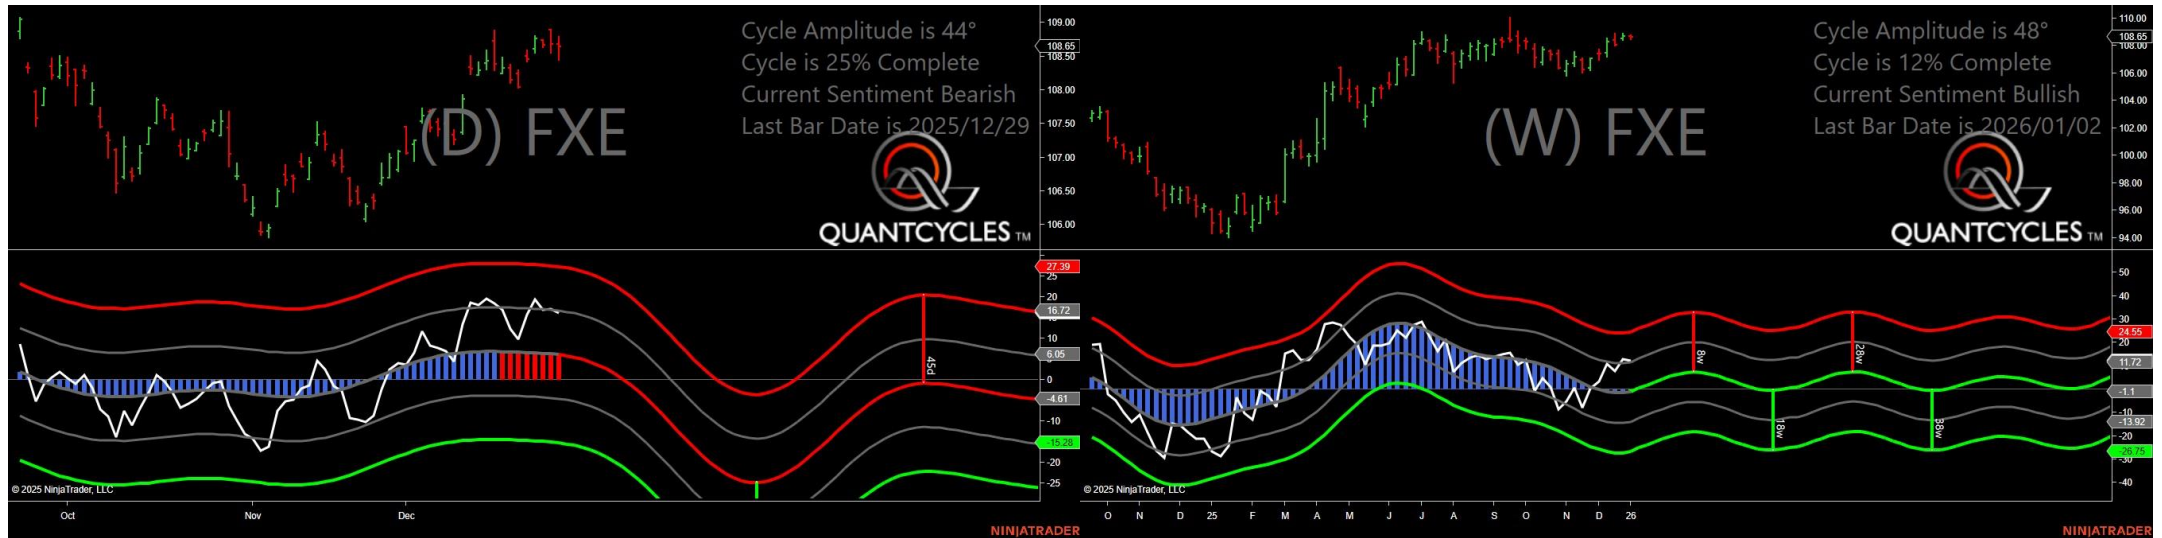 Cycle Amplitude is 44°
Cycle is 25% Complete
Current Sentiment Bearish
Last Bar Date is 2025/12/29
(D) FXE
QUANTCYCLES TM
109.00
108.65
108.50
108.00
107.50
107.00
106.50
106.00
27.39
25
20
16.72
10
6.05
0
-4.61
-10
-15.28
-20
-25
45d
© 2025 NinjaTrader, LLC
Oct Nov Dec
NINJATRADER
Cycle Amplitude is 48°
Cycle is 12% Complete
Current Sentiment Bullish
Last Bar Date is 2026/01/02
(W) FXE
QUANTCYCLES TM
110.00
108.65
108.00
106.00
104.00
102.00
100.00
98.00
96.00
94.00
50
40
30
24.55
20
11.72
-1.1
-10
-13.92
-20
-26.75
-30
-40
8w
28w
18w
38w
© 2025 NinjaTrader, LLC
O N D 25 F M A M J J A S O N D 26
NINJATRADER